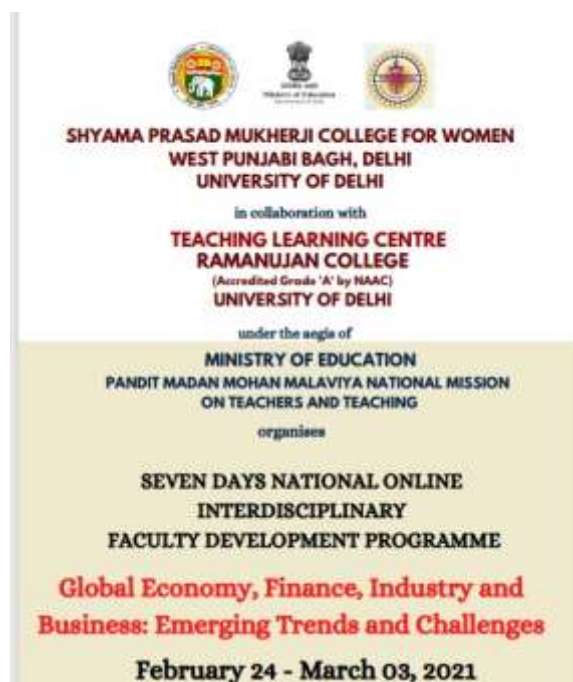 Ministry of Education
SHYAMA PRASAD MUKHERJI COLLEGE FOR WOMEN
WEST PUNJABI BAGH, DELHI
UNIVERSITY OF DELHI
in collaboration with
TEACHING LEARNING CENTRE
RAMANUJAN COLLEGE
(Accredited Grade 'A' by NAAC)
UNIVERSITY OF DELHI
under the aegis of
MINISTRY OF EDUCATION
PANDIT MADAN MOHAN MALAVIYA NATIONAL MISSION
ON TEACHERS AND TEACHING
organises
SEVEN DAYS NATIONAL ONLINE
INTERDISCIPLINARY
FACULTY DEVELOPMENT PROGRAMME
Global Economy, Finance, Industry and
Business: Emerging Trends and Challenges
February 24 - March 03, 2021